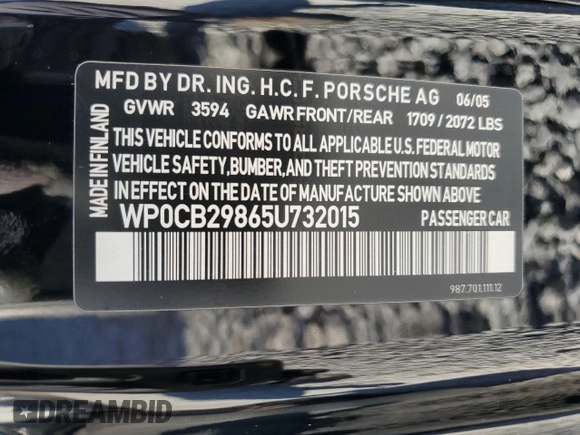 MFD BY DR. ING. H.C. F. PORSCHE AG 06/05
GVWR 3594 GAWR FRONT/REAR 1709 / 2072 LBS
THIS VEHICLE CONFORMS TO ALL APPLICABLE U.S. FEDERAL MOTOR
VEHICLE SAFETY, BUMPER, AND THEFT PREVENTION STANDARDS
IN EFFECT ON THE DATE OF MANUFACTURE SHOWN ABOVE
WP0CB29865U732015 PASSENGER CAR
987.701.111.12
MADE IN FINLAND
DREAMBID